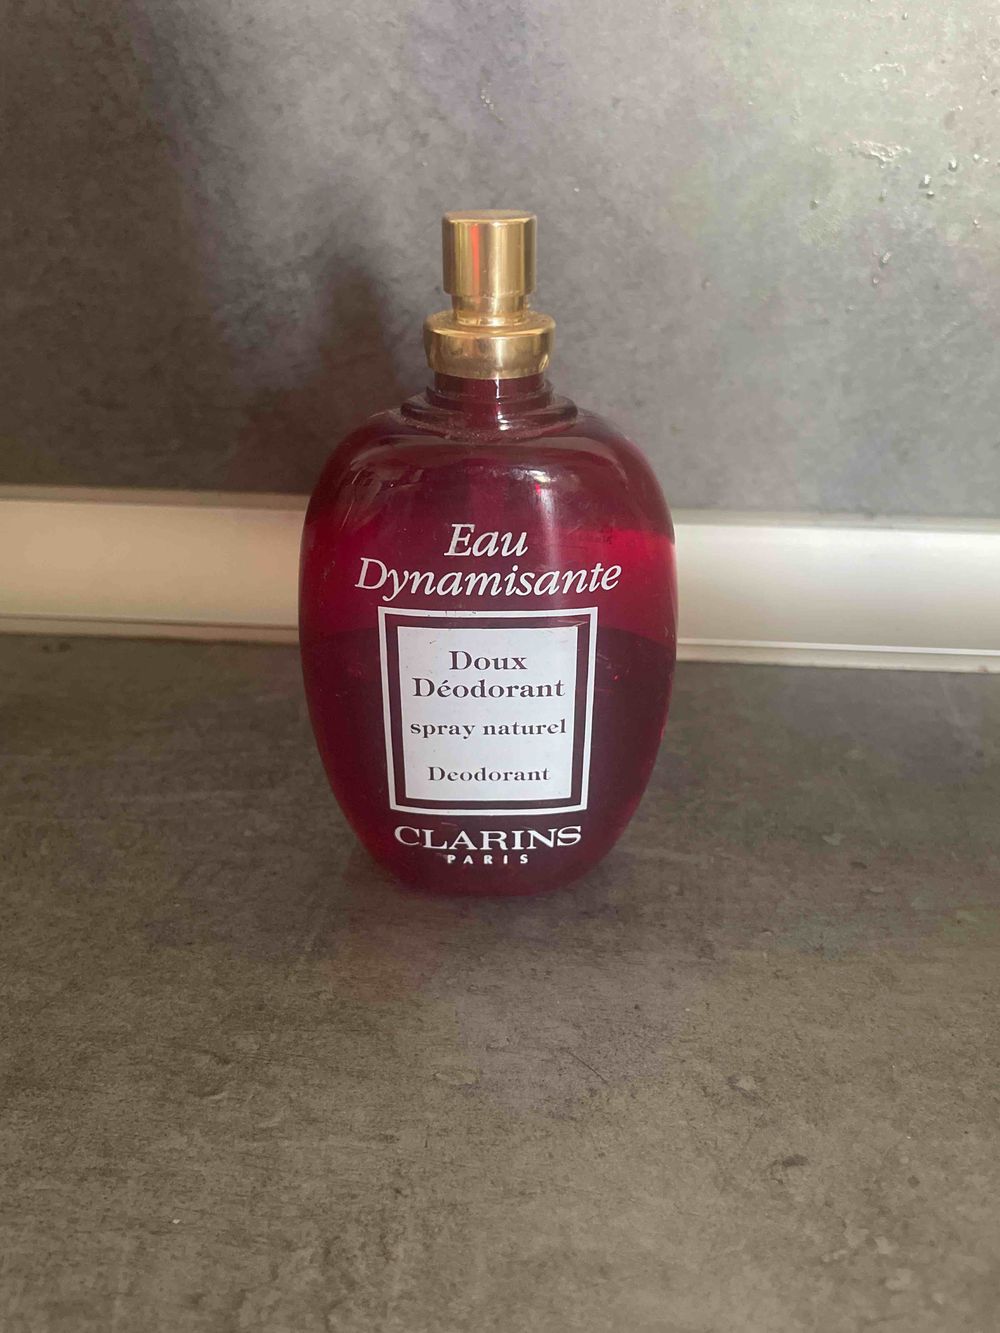 Eau
Dynamisante
Doux
Déodorant
spray naturel
Deodorant
CLARINS
PARIS